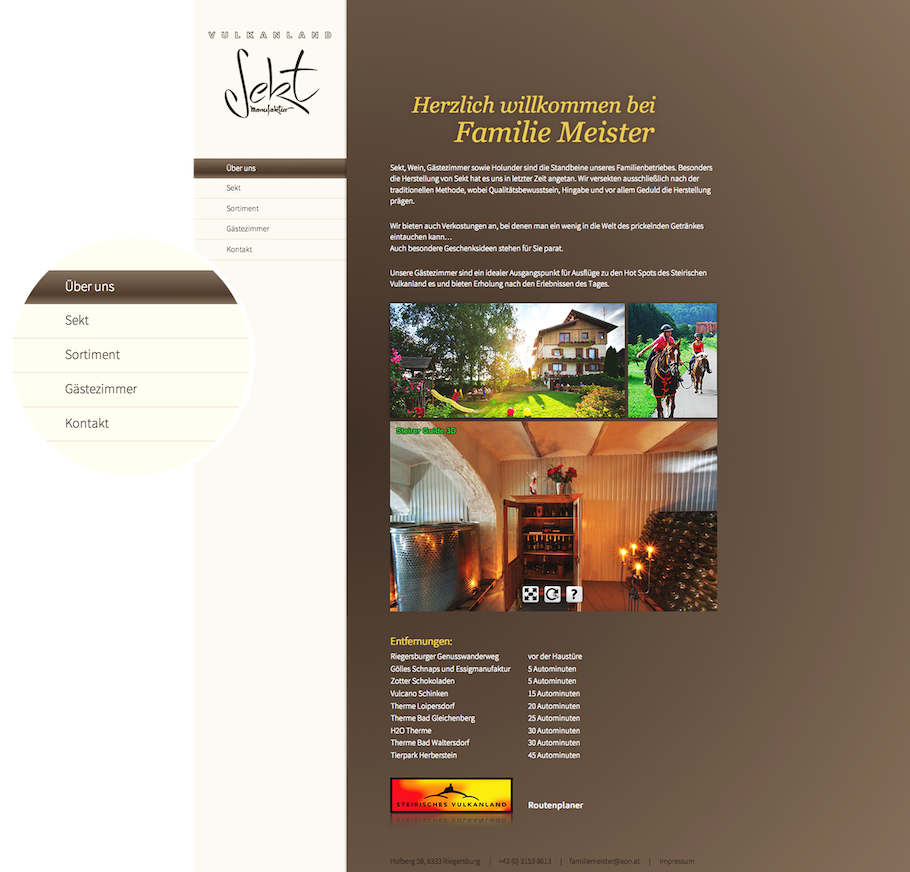 VULKANLAND
Sekt
manufaktur
Über uns
Sekt
Sortiment
Gästezimmer
Kontakt
Über uns
Sekt
Sortiment
Gästezimmer
Kontakt
Herzlich willkommen bei
Familie Meister
Sekt, Wein, Gästezimmer sowie Holunder sind die Standbeine unseres Familienbetriebes. Besonders
die Herstellung von Sekt hat es uns in letzter Zeit angetan. Wir versekten ausschließlich nach der
traditionellen Methode, wobei Qualitätsbewusstsein, Hingabe und vor allem Geduld die Herstellung
prägen.
Wir bieten auch Verkostungen an, bei denen man ein wenig in die Welt des prickelnden Getränkes
eintauchen kann...
Auch besondere Geschenksideen stehen für Sie parat.
Unsere Gästezimmer sind ein idealer Ausgangspunkt für Ausflüge zu den Hot Spots des Steirischen
Vulkanland es und bieten Erholung nach den Erlebnissen des Tages.
Steirer Guide 3D
?
Entfernungen:
Riegersburger Genusswanderweg vor der Haustüre
Gölles Schnaps und Essigmanufaktur 5 Autominuten
Zotter Schokoladen 5 Autominuten
Vulcano Schinken 15 Autominuten
Therme Loipersdorf 20 Autominuten
Therme Bad Gleichenberg 25 Autominuten
H2O Therme 30 Autominuten
Therme Bad Waltersdorf 30 Autominuten
Tierpark Herberstein 45 Autominuten
STEIRISCHES VULKANLAND
Routenplaner
Hofberg 58, 8333 Riegersburg | +43 (0) 3153 8613 | familiemeister@aon.at | Impressum